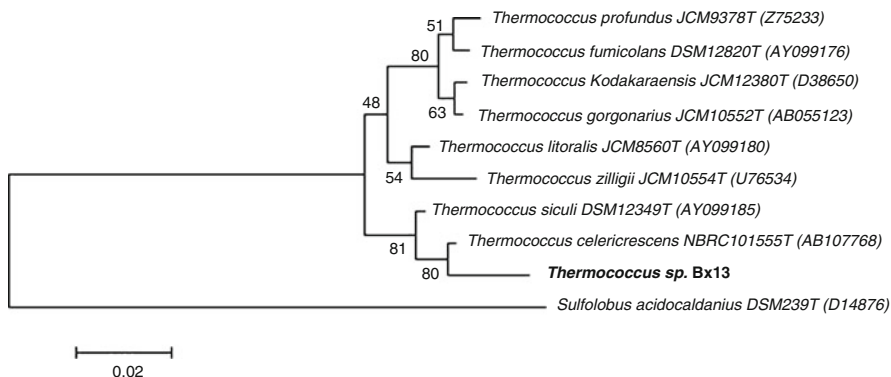 Thermococcus profundus JCM9378T (Z75233)
51
Thermococcus fumicolans DSM12820T (AY099176)
80
Thermococcus Kodakaraensis JCM12380T (D38650)
48
63
Thermococcus gorgonarius JCM10552T (AB055123)
Thermococcus litoralis JCM8560T (AY099180)
54
Thermococcus zilligii JCM10554T (U76534)
Thermococcus siculi DSM12349T (AY099185)
81
Thermococcus celericrescens NBRC101555T (AB107768)
80
Thermococcus sp. Bx13
Sulfolobus acidocaldanius DSM239T (D14876)
0.02